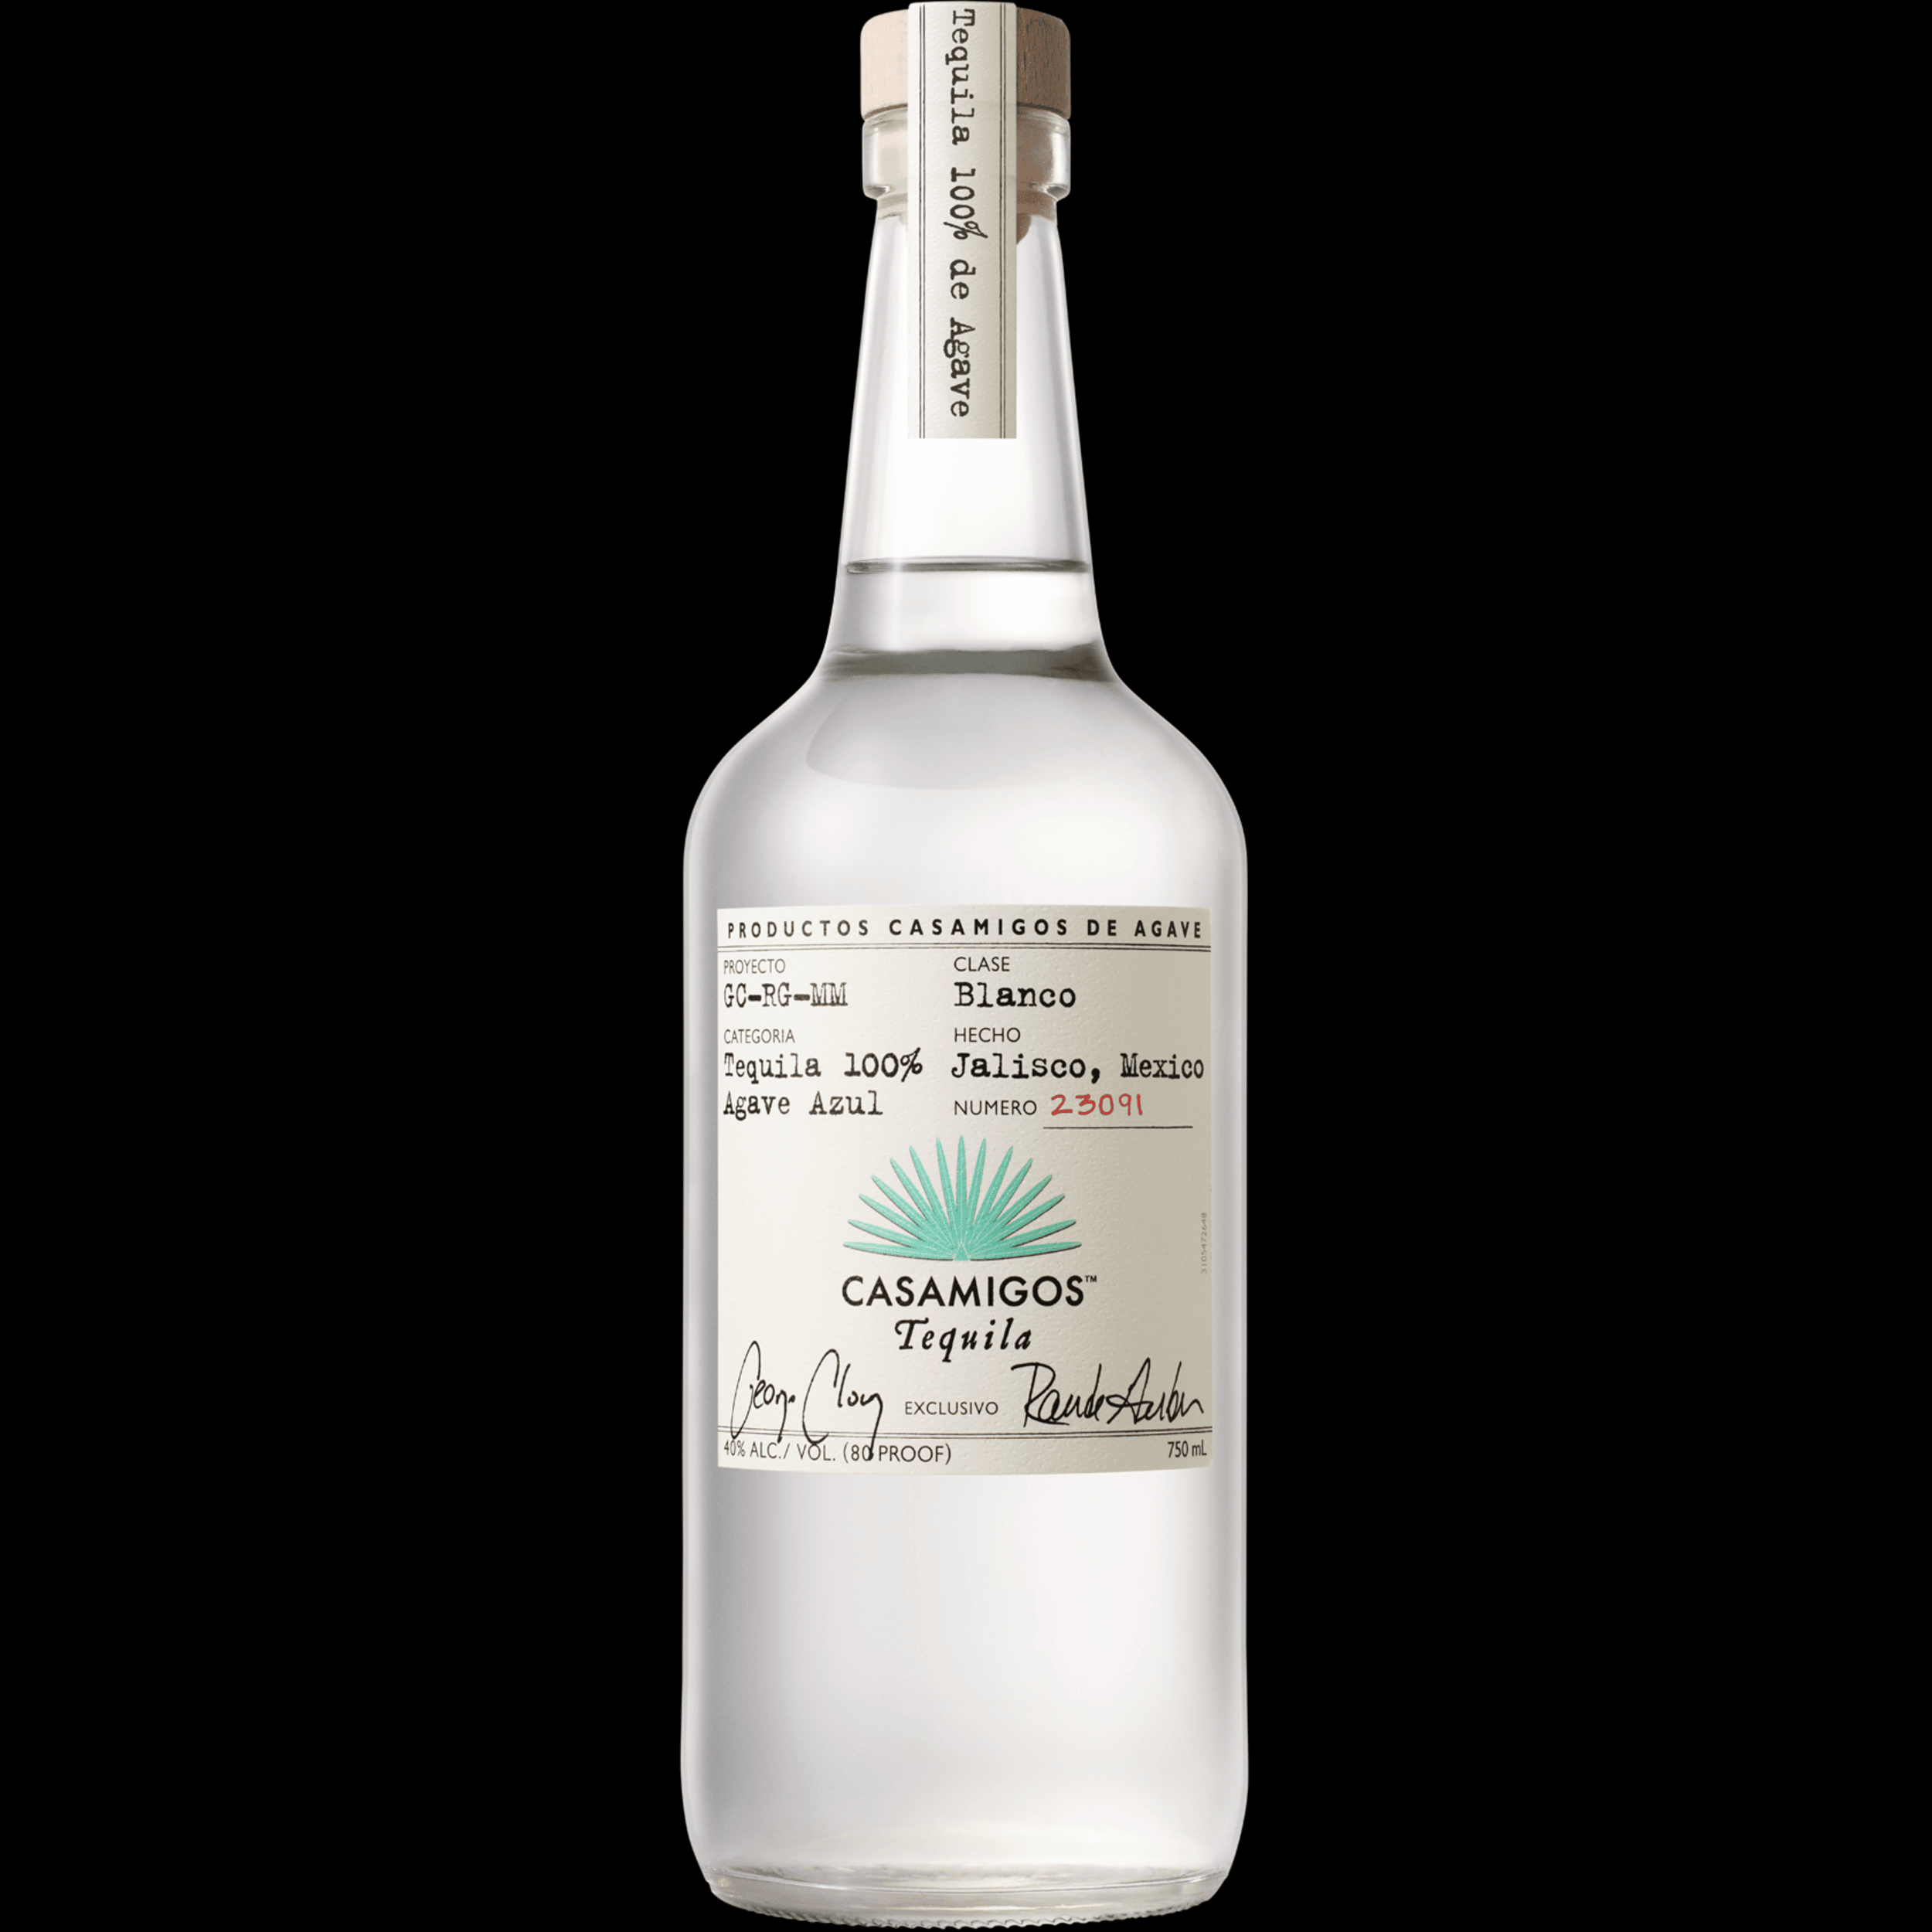 Tequila 100% de Agave
PRODUCTOS CASAMIGOS DE AGAVE
PROYECTO
GC-RG-MM
CLASE
Blanco
CATEGORIA
Tequila 100%
Agave Azul
HECHO
Jalisco, Mexico
NUMERO 23091
CASAMIGOS™
Tequila
EXCLUSIVO
40% ALC./ VOL. (80 PROOF)
750 mL